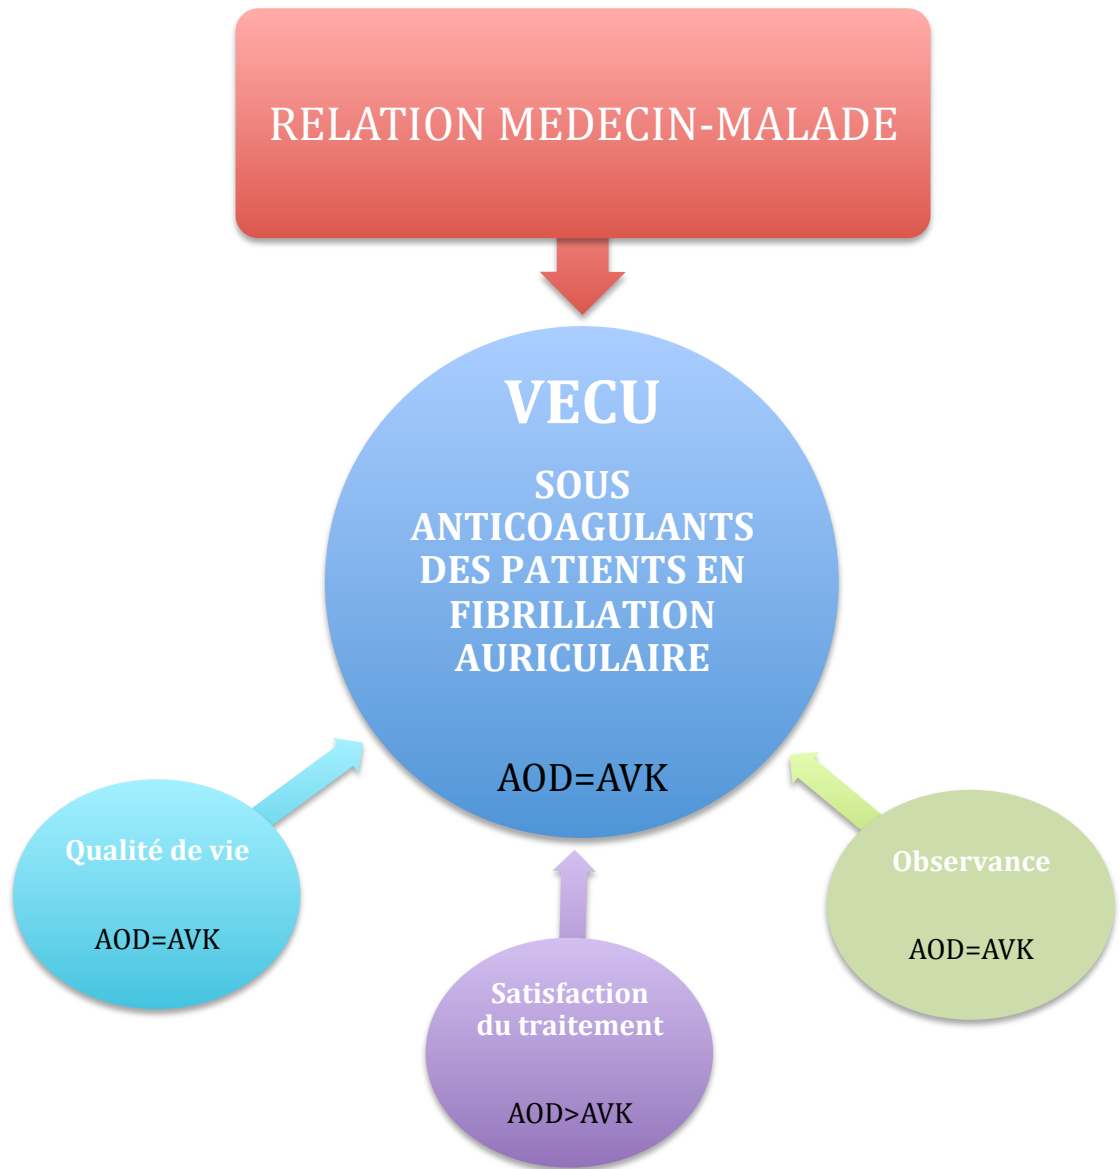 RELATION MEDECIN-MALADE
VECU
SOUS
ANTICOAGULANTS
DES PATIENTS EN
FIBRILLATION
AURICULAIRE
AOD=AVK
Qualité de vie
AOD=AVK
Satisfaction
du traitement
AOD>AVK
Observance
AOD=AVK